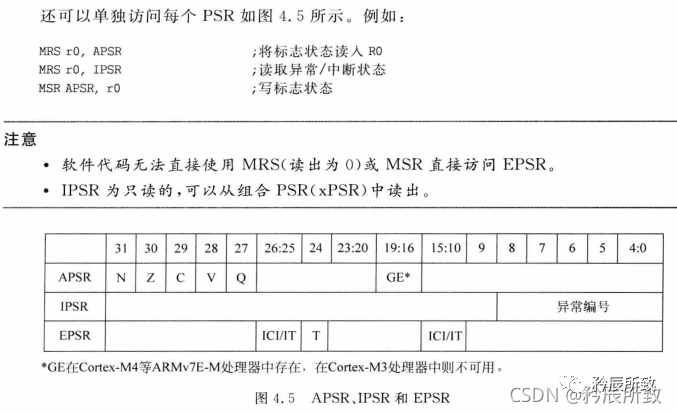 还可以单独访问每个 PSR 如图 4.5 所示。例如：
MRS r0, APSR ;将标志状态读入 R0
MRS r0, IPSR ;读取异常/中断状态
MSR APSR, r0 ;写标志状态
注意
• 软件代码无法直接使用 MRS(读出为 0)或 MSR 直接访问 EPSR。
• IPSR 为只读的,可以从组合 PSR(xPSR)中读出。
31 30 29 28 27 26:25 24 23:20 19:16 15:10 9 8 7 6 5 4:0
APSR N Z C V Q GE*
IPSR 异常编号
EPSR ICI/IT T ICI/IT
*GE在Cortex-M4等ARMv7E-M处理器中存在，在Cortex-M3处理器中则不可用。
图 4.5 APSR、IPSR 和 EPSR
矜辰所致
CSDN @矜辰所致